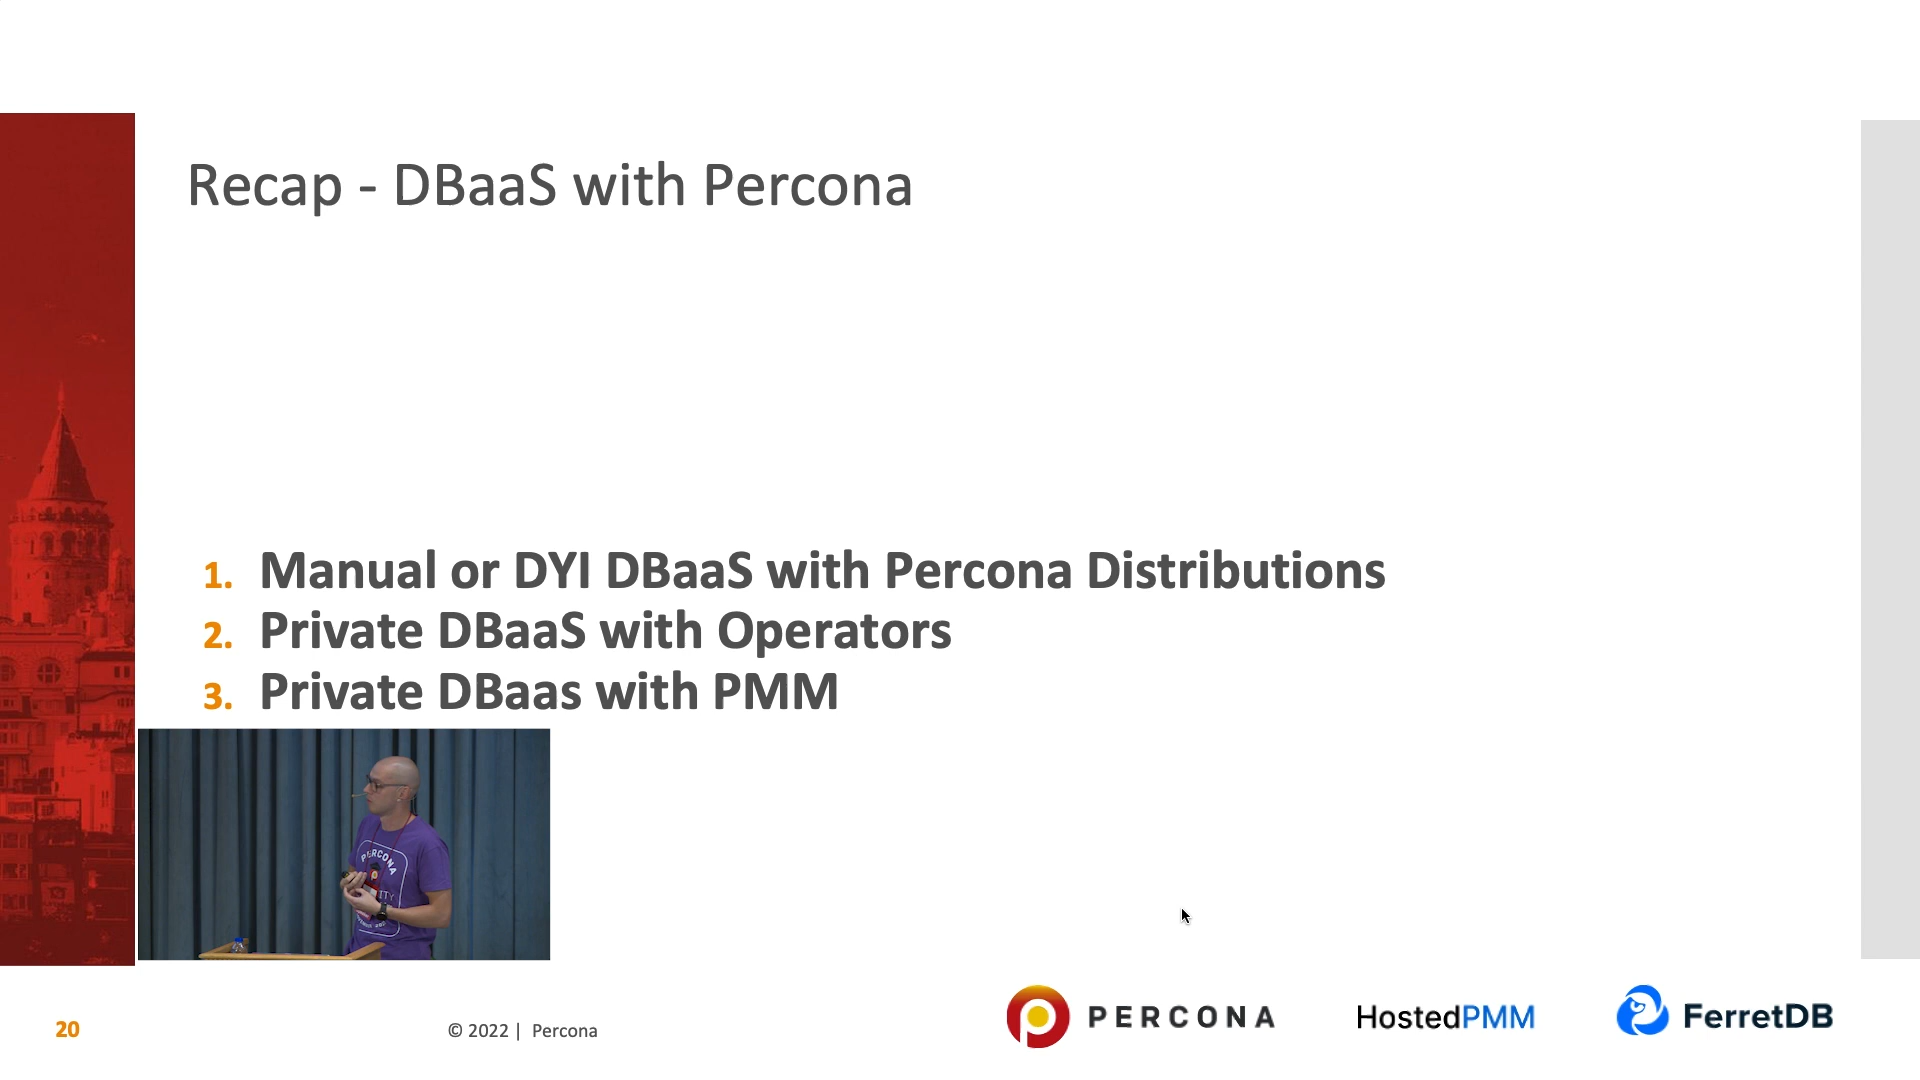 Recap - DBaaS with Percona
1. Manual or DYI DBaaS with Percona Distributions
2. Private DBaaS with Operators
3. Private DBaas with PMM
PERCONA
20
© 2022 | Percona
PERCONA
HostedPMM
FerretDB